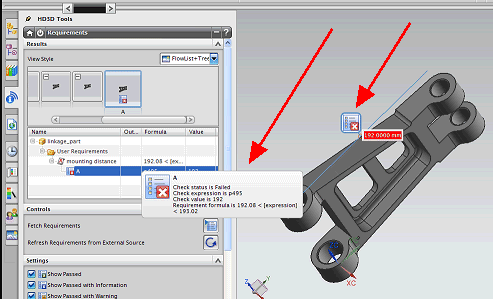 HD3D Tools
Requirements
Results
View Style
FlowList+Tree
A
Name
Out...
Formula
Value
linkage_part
User Requirements
mounting distance
192.08 < [ex...
A
p495
192
A
Check status is Failed
Check expression is p495
Check value is 192
Requirement formula is 192.08 < [expression]
< 193.02
192.0000 mm
Controls
Fetch Requirements
Refresh Requirements from External Source
Settings
Show Passed
Show Passed with Information
Show Passed with Warning
XC